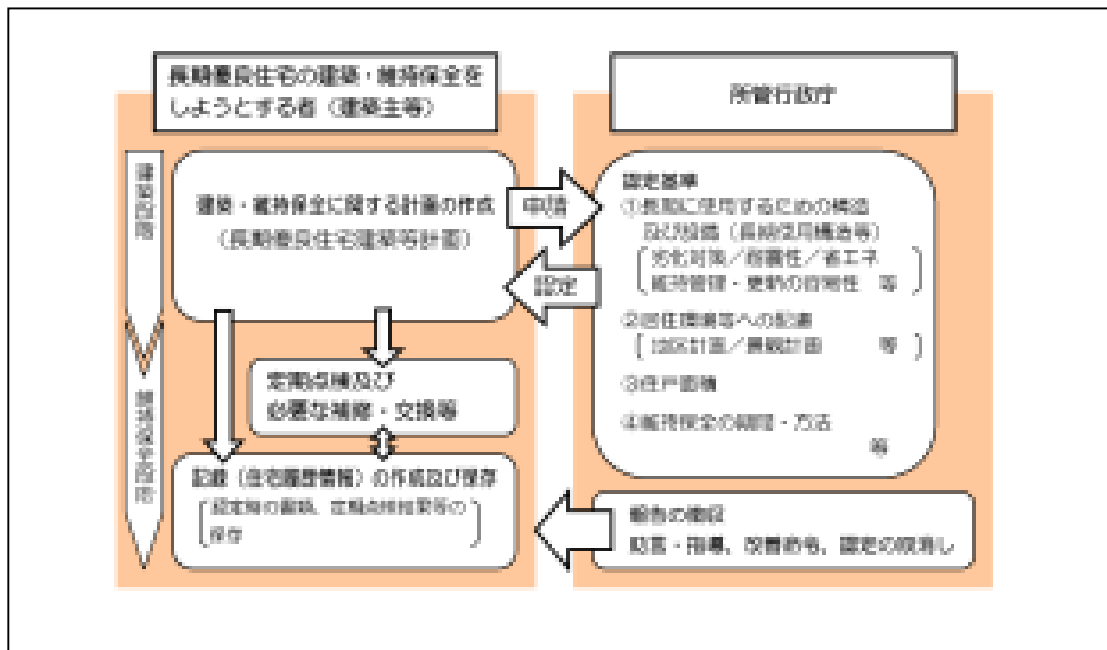 長期優良住宅の建築・維持保全を
しようとする者（建築主等）
所管行政庁
建築・維持保全に関する計画の作成
（長期優良住宅建築等計画）
申請
認定
認定基準
①長期に使用するための構造
及び設備（長期使用構造等）
劣化対策／耐震性／省エネ
維持管理・更新の容易性　等
②居住環境等への配慮
地区計画／景観計画　等
③住戸面積
④維持保全の期間・方法
等
定期点検及び
必要な補修・交換等
記録（住宅履歴情報）の作成及び保存
認定時の書類、定期点検結果等の
保存
報告の徴収
助言・指導、改善命令、認定の取消し